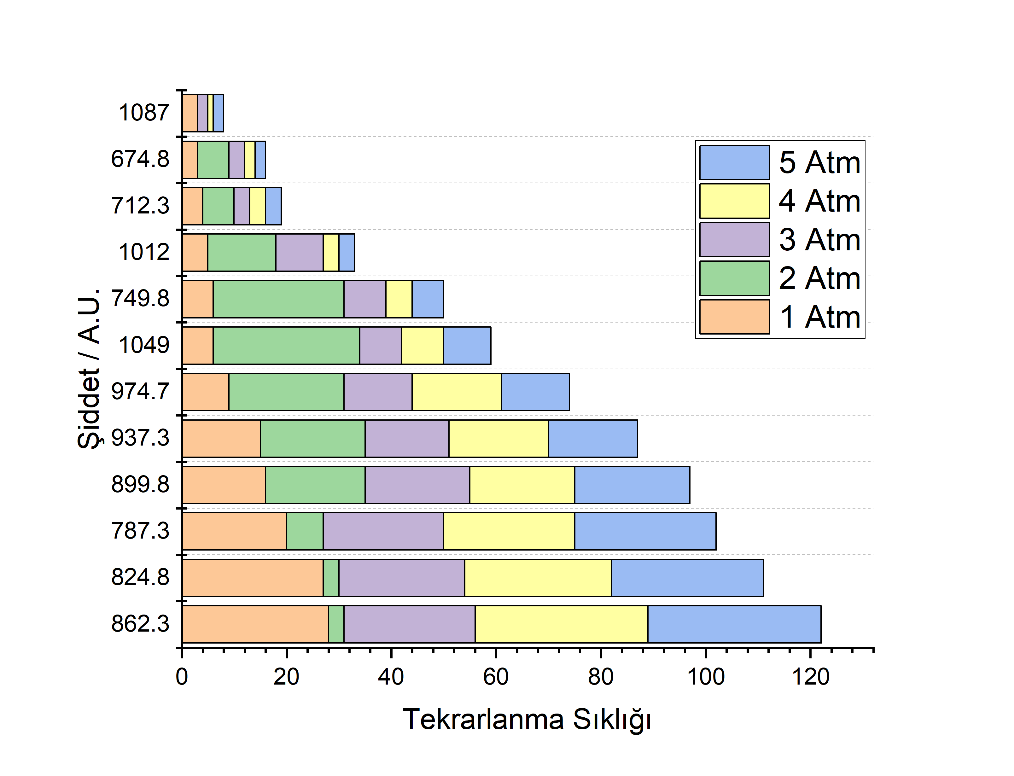 1087
674.8
712.3
1012
749.8
1049
974.7
937.3
899.8
787.3
824.8
862.3
Şiddet / A.U.
5 Atm
4 Atm
3 Atm
2 Atm
1 Atm
0 20 40 60 80 100 120
Tekrarlanma Sıklığı